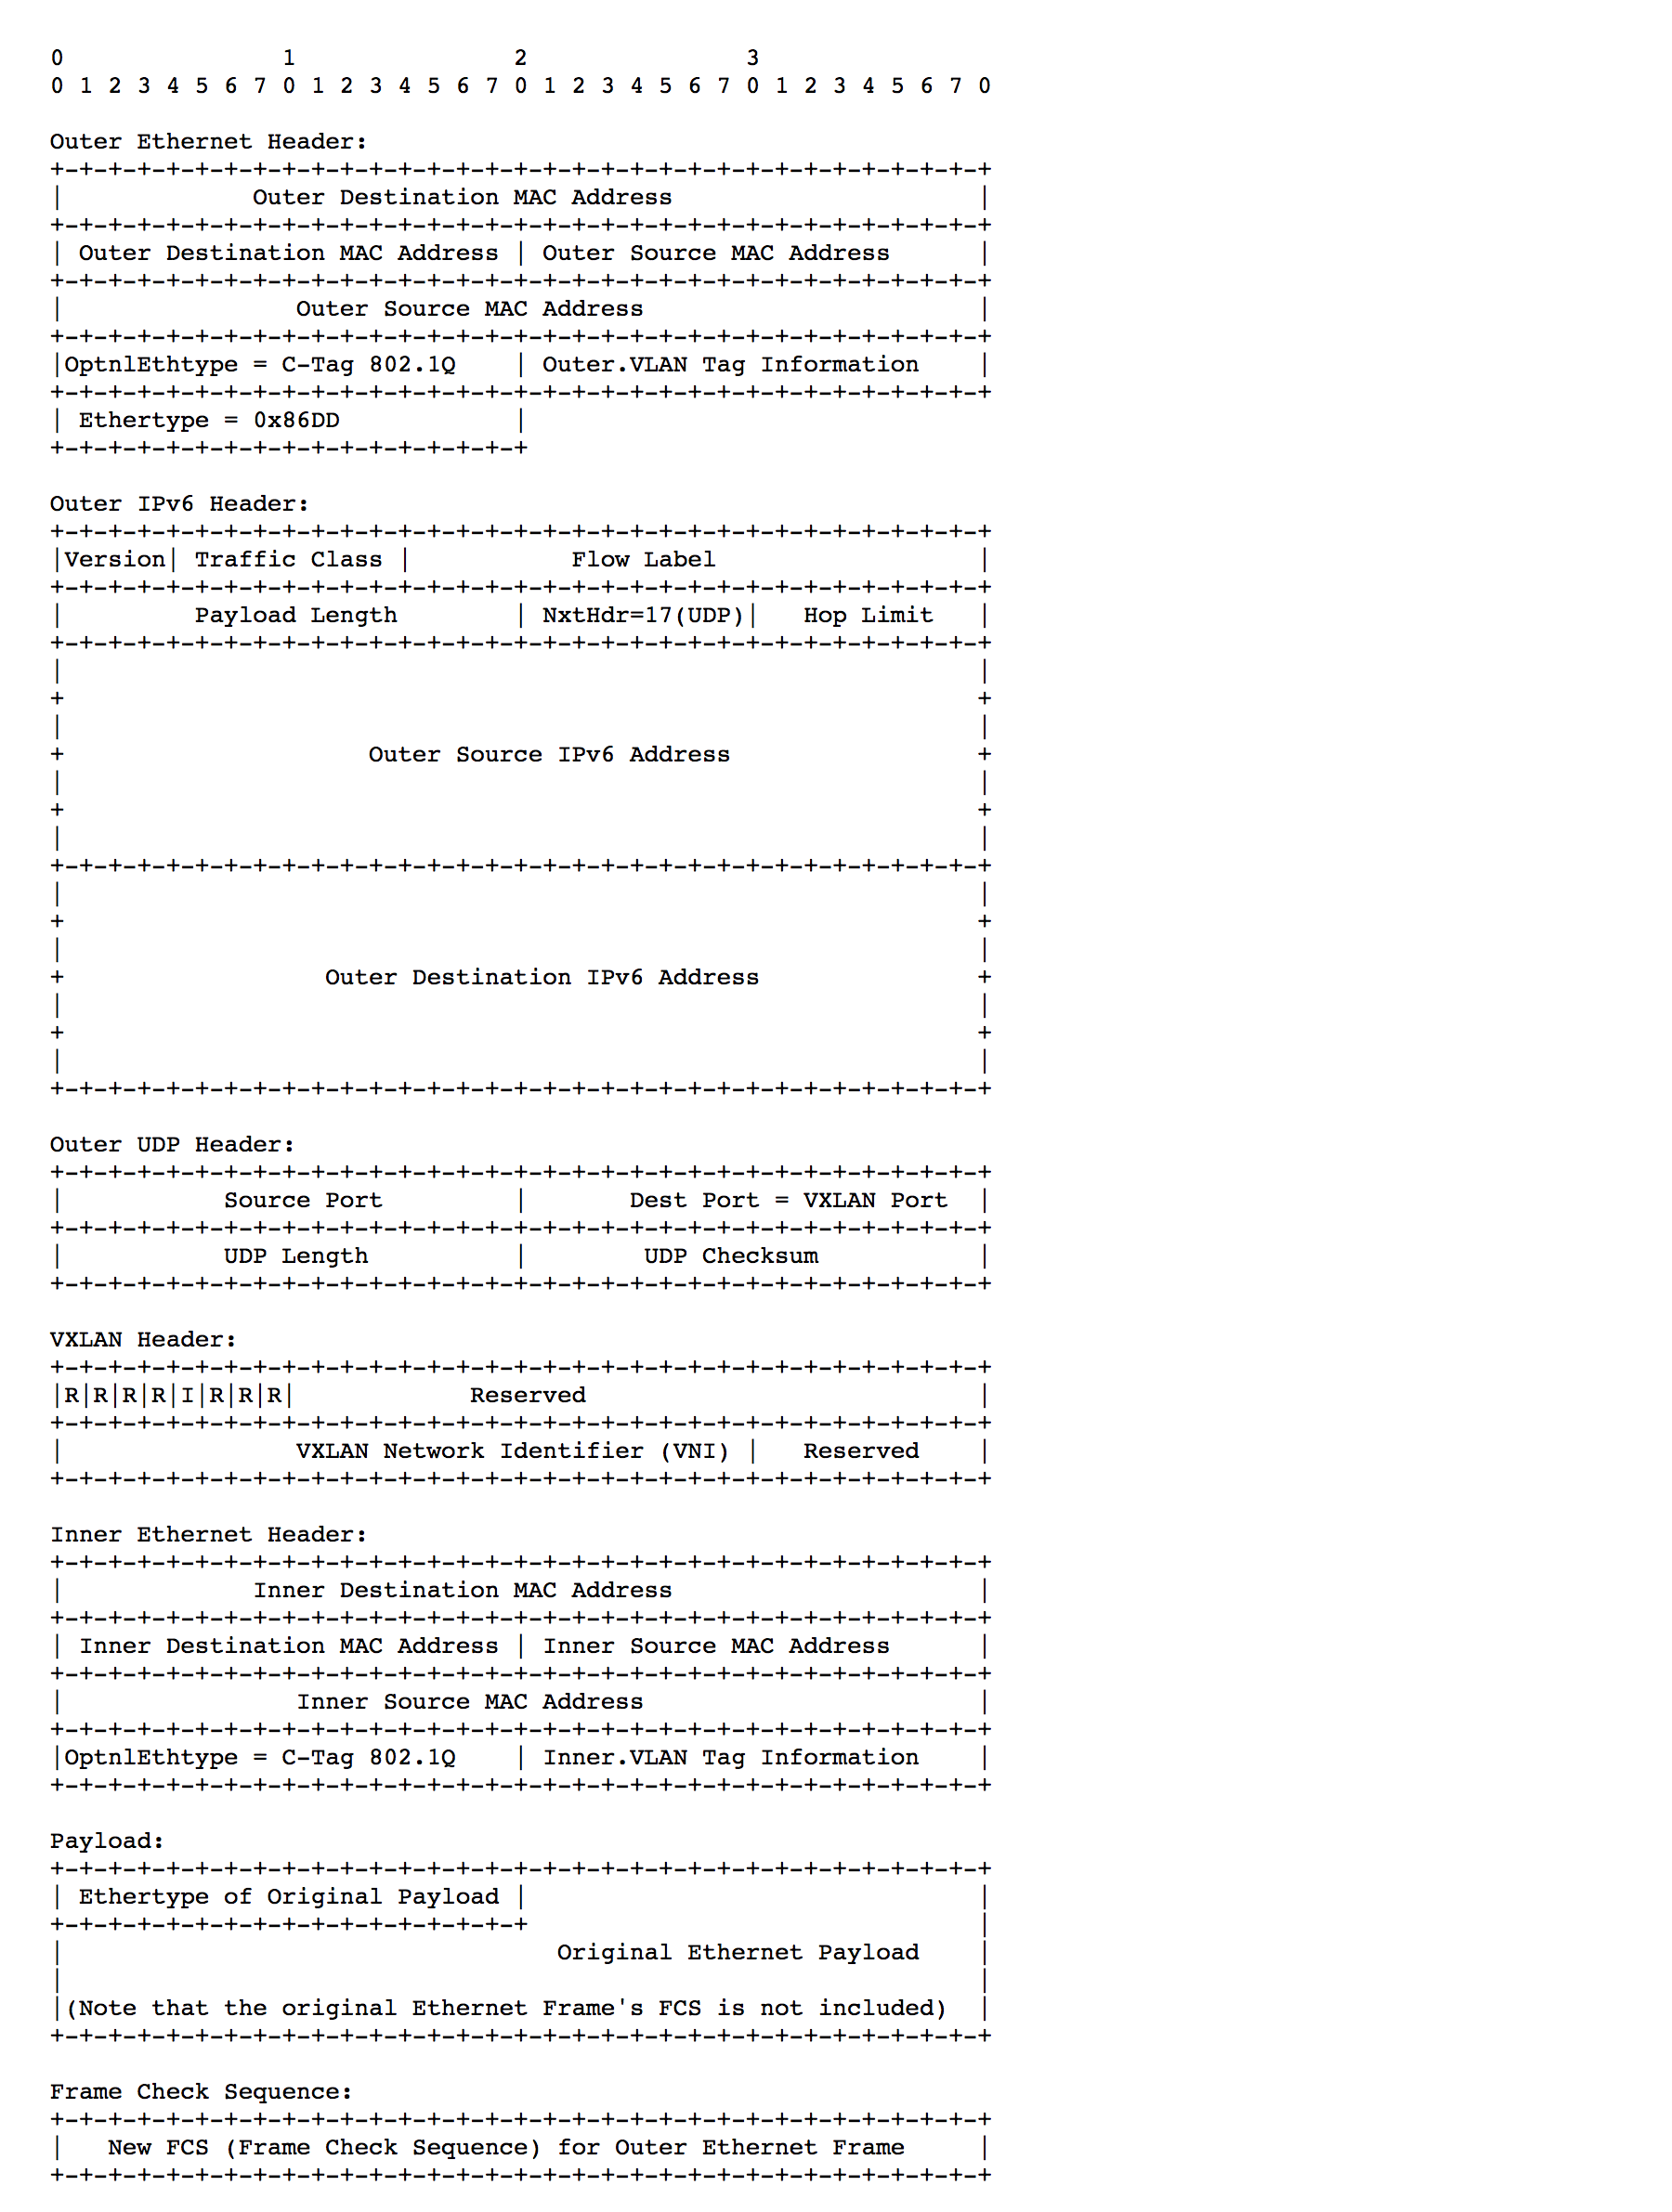 0               1               2               3
0 1 2 3 4 5 6 7 0 1 2 3 4 5 6 7 0 1 2 3 4 5 6 7 0 1 2 3 4 5 6 7 0

Outer Ethernet Header:
+-+-+-+-+-+-+-+-+-+-+-+-+-+-+-+-+-+-+-+-+-+-+-+-+-+-+-+-+-+-+-+-+
|             Outer Destination MAC Address                     |
+-+-+-+-+-+-+-+-+-+-+-+-+-+-+-+-+-+-+-+-+-+-+-+-+-+-+-+-+-+-+-+-+
| Outer Destination MAC Address | Outer Source MAC Address      |
+-+-+-+-+-+-+-+-+-+-+-+-+-+-+-+-+-+-+-+-+-+-+-+-+-+-+-+-+-+-+-+-+
|                Outer Source MAC Address                       |
+-+-+-+-+-+-+-+-+-+-+-+-+-+-+-+-+-+-+-+-+-+-+-+-+-+-+-+-+-+-+-+-+
|OptnlEthtype = C-Tag 802.1Q    | Outer.VLAN Tag Information    |
+-+-+-+-+-+-+-+-+-+-+-+-+-+-+-+-+-+-+-+-+-+-+-+-+-+-+-+-+-+-+-+-+
| Ethertype = 0x86DD            |
+-+-+-+-+-+-+-+-+-+-+-+-+-+-+-+-+

Outer IPv6 Header:
+-+-+-+-+-+-+-+-+-+-+-+-+-+-+-+-+-+-+-+-+-+-+-+-+-+-+-+-+-+-+-+-+
|Version| Traffic Class |           Flow Label                  |
+-+-+-+-+-+-+-+-+-+-+-+-+-+-+-+-+-+-+-+-+-+-+-+-+-+-+-+-+-+-+-+-+
|         Payload Length        | NxtHdr=17(UDP)|   Hop Limit   |
+-+-+-+-+-+-+-+-+-+-+-+-+-+-+-+-+-+-+-+-+-+-+-+-+-+-+-+-+-+-+-+-+
|                                                               |
+                                                               +
|                                                               |
+                     Outer Source IPv6 Address                 +
|                                                               |
+                                                               +
|                                                               |
+-+-+-+-+-+-+-+-+-+-+-+-+-+-+-+-+-+-+-+-+-+-+-+-+-+-+-+-+-+-+-+-+
|                                                               |
+                                                               +
|                                                               |
+                  Outer Destination IPv6 Address               +
|                                                               |
+                                                               +
|                                                               |
+-+-+-+-+-+-+-+-+-+-+-+-+-+-+-+-+-+-+-+-+-+-+-+-+-+-+-+-+-+-+-+-+

Outer UDP Header:
+-+-+-+-+-+-+-+-+-+-+-+-+-+-+-+-+-+-+-+-+-+-+-+-+-+-+-+-+-+-+-+-+
|           Source Port         |       Dest Port = VXLAN Port  |
+-+-+-+-+-+-+-+-+-+-+-+-+-+-+-+-+-+-+-+-+-+-+-+-+-+-+-+-+-+-+-+-+
|           UDP Length          |        UDP Checksum           |
+-+-+-+-+-+-+-+-+-+-+-+-+-+-+-+-+-+-+-+-+-+-+-+-+-+-+-+-+-+-+-+-+

VXLAN Header:
+-+-+-+-+-+-+-+-+-+-+-+-+-+-+-+-+-+-+-+-+-+-+-+-+-+-+-+-+-+-+-+-+
|R|R|R|R|I|R|R|R|            Reserved                           |
+-+-+-+-+-+-+-+-+-+-+-+-+-+-+-+-+-+-+-+-+-+-+-+-+-+-+-+-+-+-+-+-+
|                VXLAN Network Identifier (VNI) |   Reserved    |
+-+-+-+-+-+-+-+-+-+-+-+-+-+-+-+-+-+-+-+-+-+-+-+-+-+-+-+-+-+-+-+-+

Inner Ethernet Header:
+-+-+-+-+-+-+-+-+-+-+-+-+-+-+-+-+-+-+-+-+-+-+-+-+-+-+-+-+-+-+-+-+
|             Inner Destination MAC Address                     |
+-+-+-+-+-+-+-+-+-+-+-+-+-+-+-+-+-+-+-+-+-+-+-+-+-+-+-+-+-+-+-+-+
| Inner Destination MAC Address | Inner Source MAC Address      |
+-+-+-+-+-+-+-+-+-+-+-+-+-+-+-+-+-+-+-+-+-+-+-+-+-+-+-+-+-+-+-+-+
|                Inner Source MAC Address                       |
+-+-+-+-+-+-+-+-+-+-+-+-+-+-+-+-+-+-+-+-+-+-+-+-+-+-+-+-+-+-+-+-+
|OptnlEthtype = C-Tag 802.1Q    | Inner.VLAN Tag Information    |
+-+-+-+-+-+-+-+-+-+-+-+-+-+-+-+-+-+-+-+-+-+-+-+-+-+-+-+-+-+-+-+-+

Payload:
+-+-+-+-+-+-+-+-+-+-+-+-+-+-+-+-+-+-+-+-+-+-+-+-+-+-+-+-+-+-+-+-+
| Ethertype of Original Payload |                               |
+-+-+-+-+-+-+-+-+-+-+-+-+-+-+-+-+                               |
|                                  Original Ethernet Payload    |
|                                                               |
|(Note that the original Ethernet Frame's FCS is not included)  |
+-+-+-+-+-+-+-+-+-+-+-+-+-+-+-+-+-+-+-+-+-+-+-+-+-+-+-+-+-+-+-+-+

Frame Check Sequence:
+-+-+-+-+-+-+-+-+-+-+-+-+-+-+-+-+-+-+-+-+-+-+-+-+-+-+-+-+-+-+-+-+
|   New FCS (Frame Check Sequence) for Outer Ethernet Frame     |
+-+-+-+-+-+-+-+-+-+-+-+-+-+-+-+-+-+-+-+-+-+-+-+-+-+-+-+-+-+-+-+-+